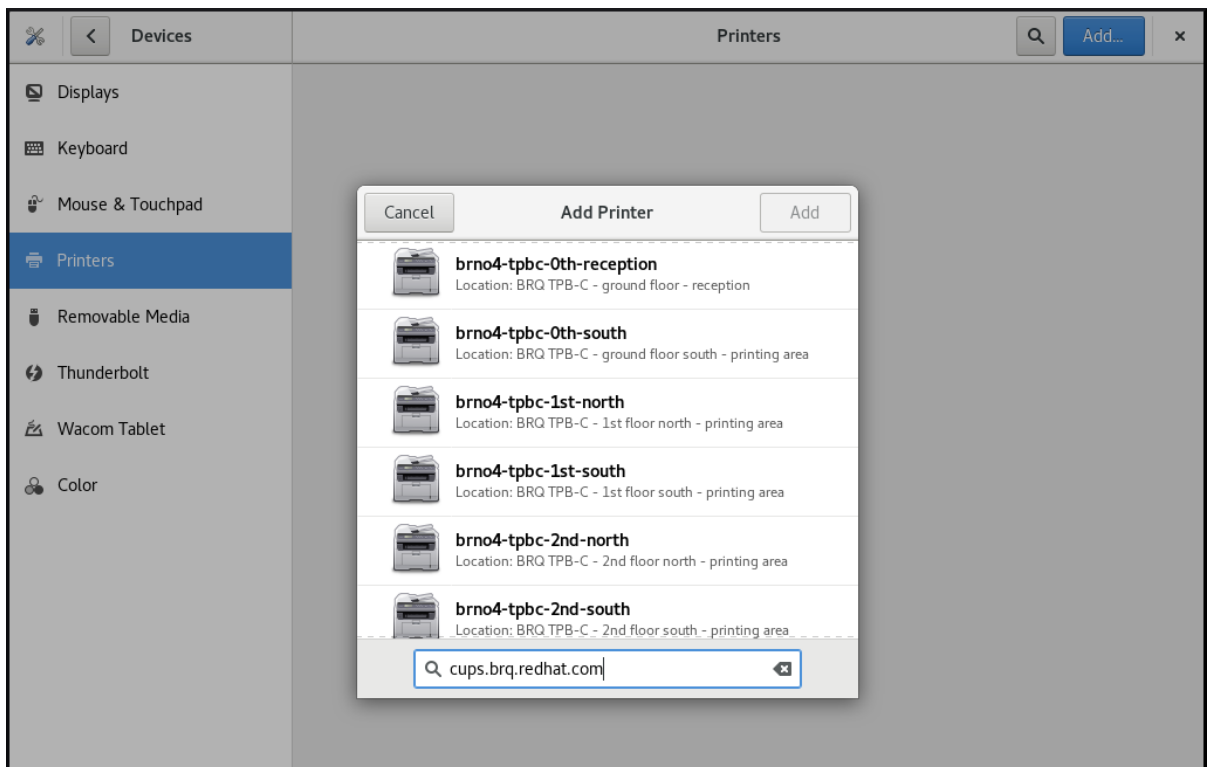 Devices
Printers
Add...
Displays
Keyboard
Mouse & Touchpad
Printers
Removable Media
Thunderbolt
Wacom Tablet
Color
Cancel
Add Printer
Add
brno4-tpbc-0th-reception
Location: BRQ TPB-C - ground floor - reception
brno4-tpbc-0th-south
Location: BRQ TPB-C - ground floor south - printing area
brno4-tpbc-1st-north
Location: BRQ TPB-C - 1st floor north - printing area
brno4-tpbc-1st-south
Location: BRQ TPB-C - 1st floor south - printing area
brno4-tpbc-2nd-north
Location: BRQ TPB-C - 2nd floor north - printing area
brno4-tpbc-2nd-south
Location: BRQ TPB-C - 2nd floor south - printing area
cups.brq.redhat.com